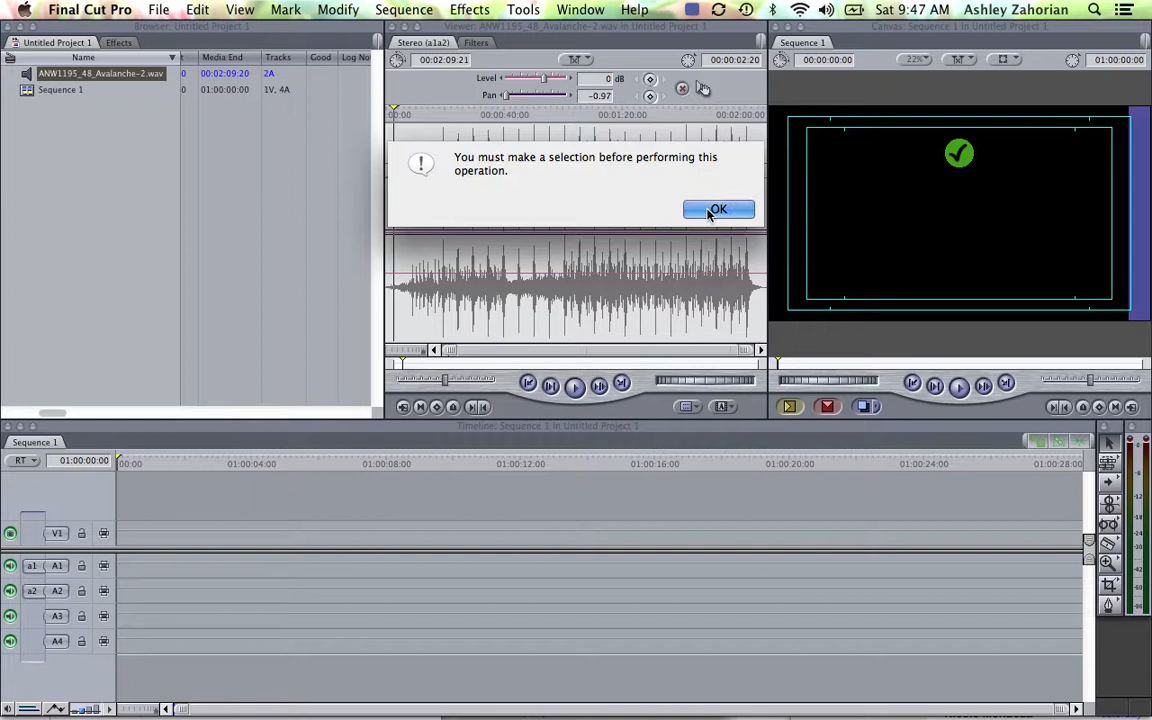 Final Cut Pro File Edit View Mark Modify Sequence Effects Tools Window Help Sat 9:47 AM Ashley Zahorian
Browser: Untitled Project 1
Viewer: ANW1195_48_Avalanche-2.wav in Untitled Project 1
Canvas: Sequence 1 in Untitled Project 1
Untitled Project 1 Effects
Stereo (a1a2) Filters
Sequence 1
Name Media End Tracks Good Log No
ANW1195_48_Avalanche-2.wav 0 00:02:09:20 2A
Sequence 1 0 01:00:00:00 1V, 4A
00:02:09:21 00:00:02:20
00:00:00:00 22% 01:00:00:00
Level 0 dB
Pan -0.97
00:00 00:00:40:00 00:01:20:00 00:02:00:00
You must make a selection before performing this
operation.
OK
Timeline: Sequence 1 in Untitled Project 1
Sequence 1
RT 01:00:00:00 00:00 01:00:04:00 01:00:08:00 01:00:12:00 01:00:16:00 01:00:20:00 01:00:24:00 01:00:28:00
V1
a1 A1
a2 A2
A3
A4